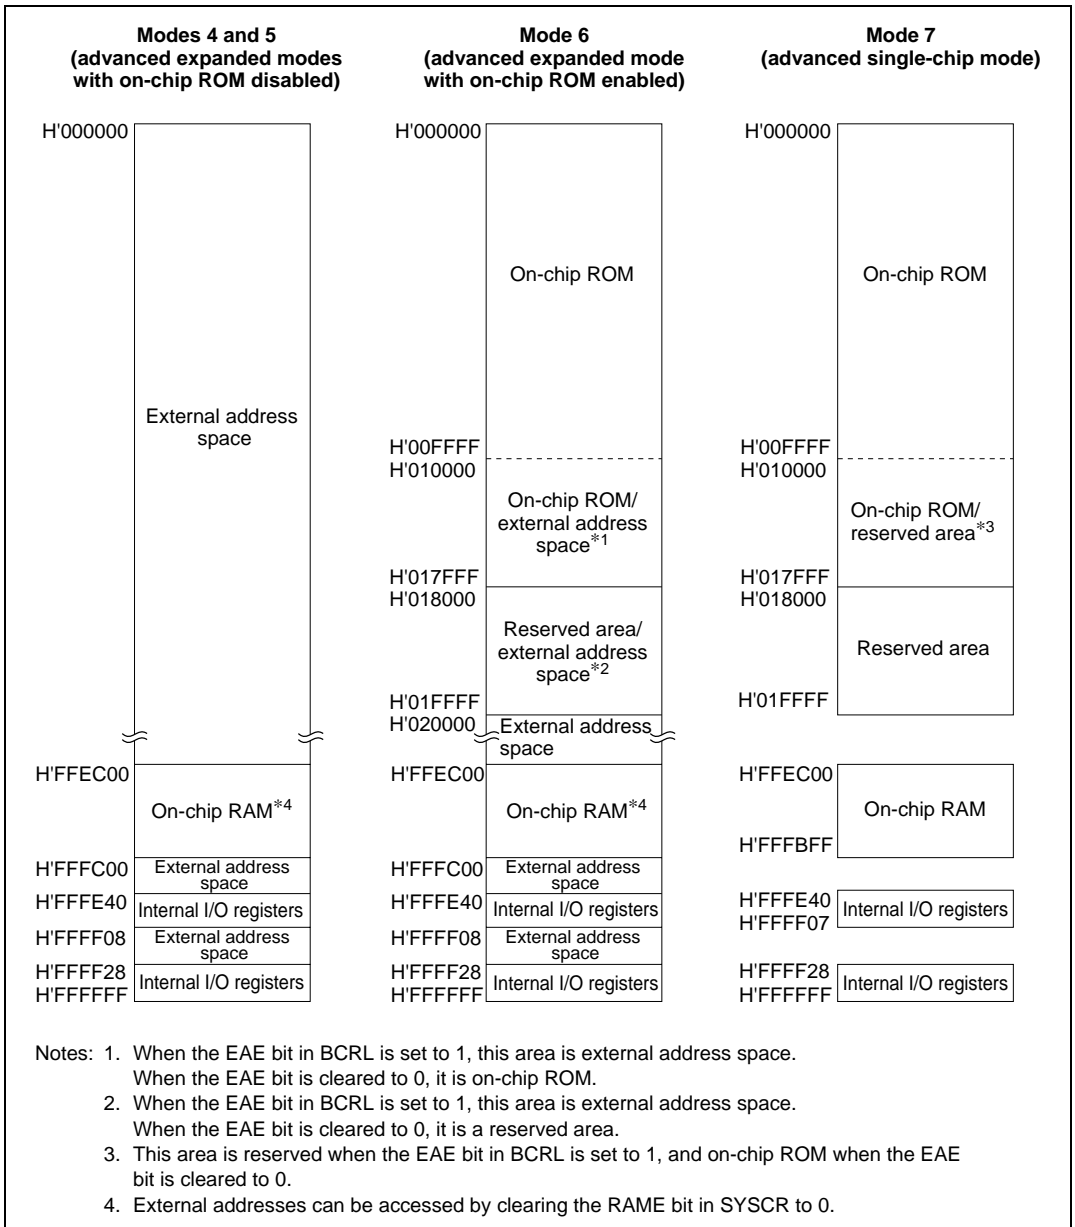 Modes 4 and 5
(advanced expanded modes
with on-chip ROM disabled)
H'000000
External address
space
H'FFEC00
On-chip RAM*4
H'FFFC00
External address
space
H'FFFE40
Internal I/O registers
H'FFFF08
External address
space
H'FFFF28
Internal I/O registers
H'FFFFFF
Mode 6
(advanced expanded mode
with on-chip ROM enabled)
H'000000
On-chip ROM
H'00FFFF
H'010000
On-chip ROM/
external address
space*1
H'017FFF
H'018000
Reserved area/
external address
space*2
H'01FFFF
H'020000
External address
space
H'FFEC00
On-chip RAM*4
H'FFFC00
External address
space
H'FFFE40
Internal I/O registers
H'FFFF08
External address
space
H'FFFF28
Internal I/O registers
H'FFFFFF
Mode 7
(advanced single-chip mode)
H'000000
On-chip ROM
H'00FFFF
H'010000
On-chip ROM/
reserved area*3
H'017FFF
H'018000
Reserved area
H'01FFFF
H'FFEC00
On-chip RAM
H'FFFBFF
H'FFFE40
Internal I/O registers
H'FFFF07
H'FFFF28
Internal I/O registers
H'FFFFFF
Notes: 1. When the EAE bit in BCRL is set to 1, this area is external address space.
When the EAE bit is cleared to 0, it is on-chip ROM.
2. When the EAE bit in BCRL is set to 1, this area is external address space.
When the EAE bit is cleared to 0, it is a reserved area.
3. This area is reserved when the EAE bit in BCRL is set to 1, and on-chip ROM when the EAE
bit is cleared to 0.
4. External addresses can be accessed by clearing the RAME bit in SYSCR to 0.